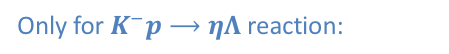 Only for K⁻p ⟶ ηΛ reaction: